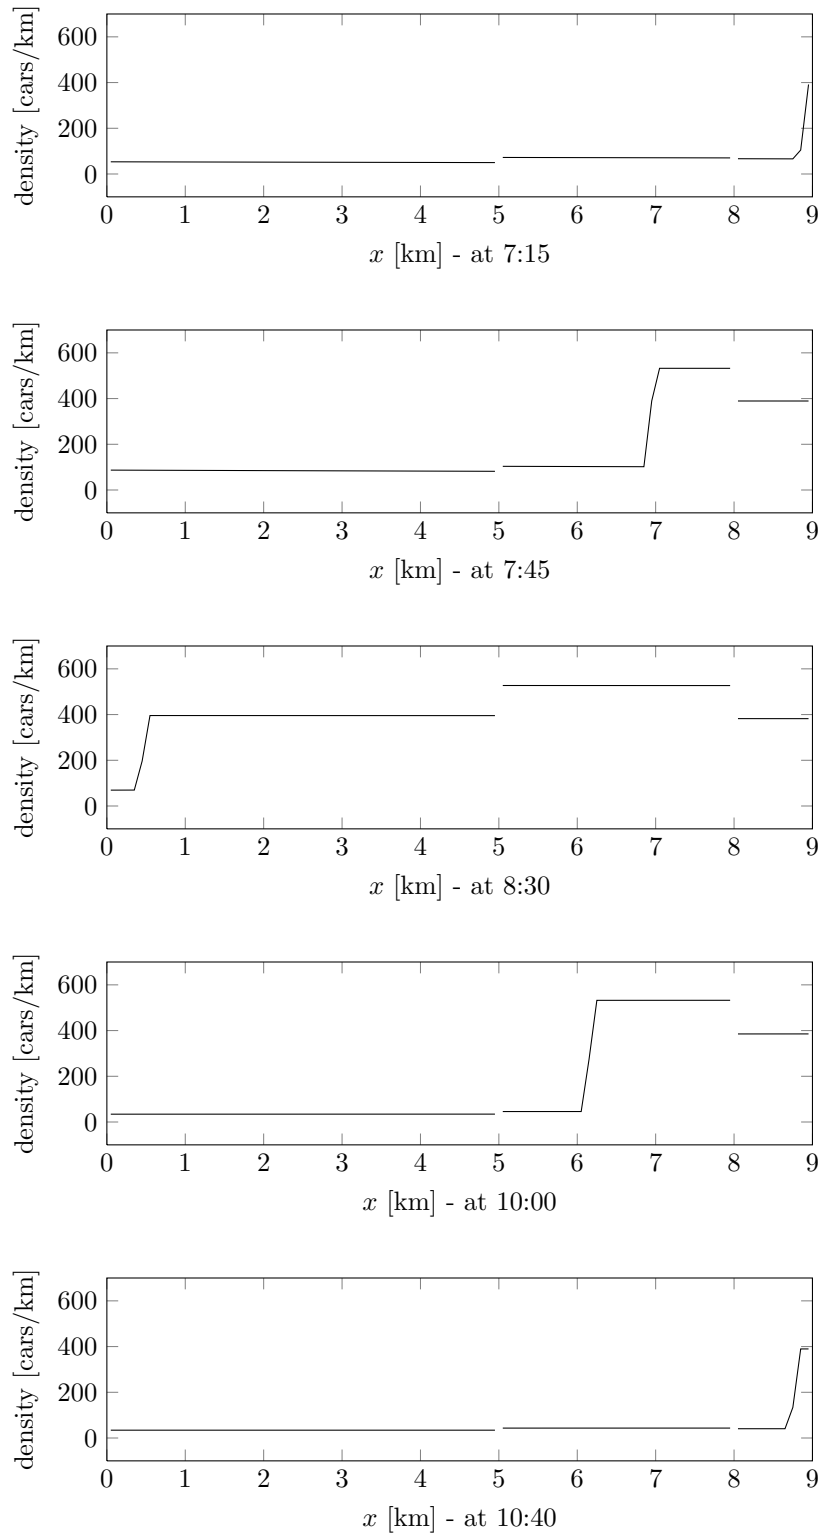 600
400
200
0
density [cars/km]
0 1 2 3 4 5 6 7 8 9
x [km] - at 7:15
600
400
200
0
density [cars/km]
0 1 2 3 4 5 6 7 8 9
x [km] - at 7:45
600
400
200
0
density [cars/km]
0 1 2 3 4 5 6 7 8 9
x [km] - at 8:30
600
400
200
0
density [cars/km]
0 1 2 3 4 5 6 7 8 9
x [km] - at 10:00
600
400
200
0
density [cars/km]
0 1 2 3 4 5 6 7 8 9
x [km] - at 10:40